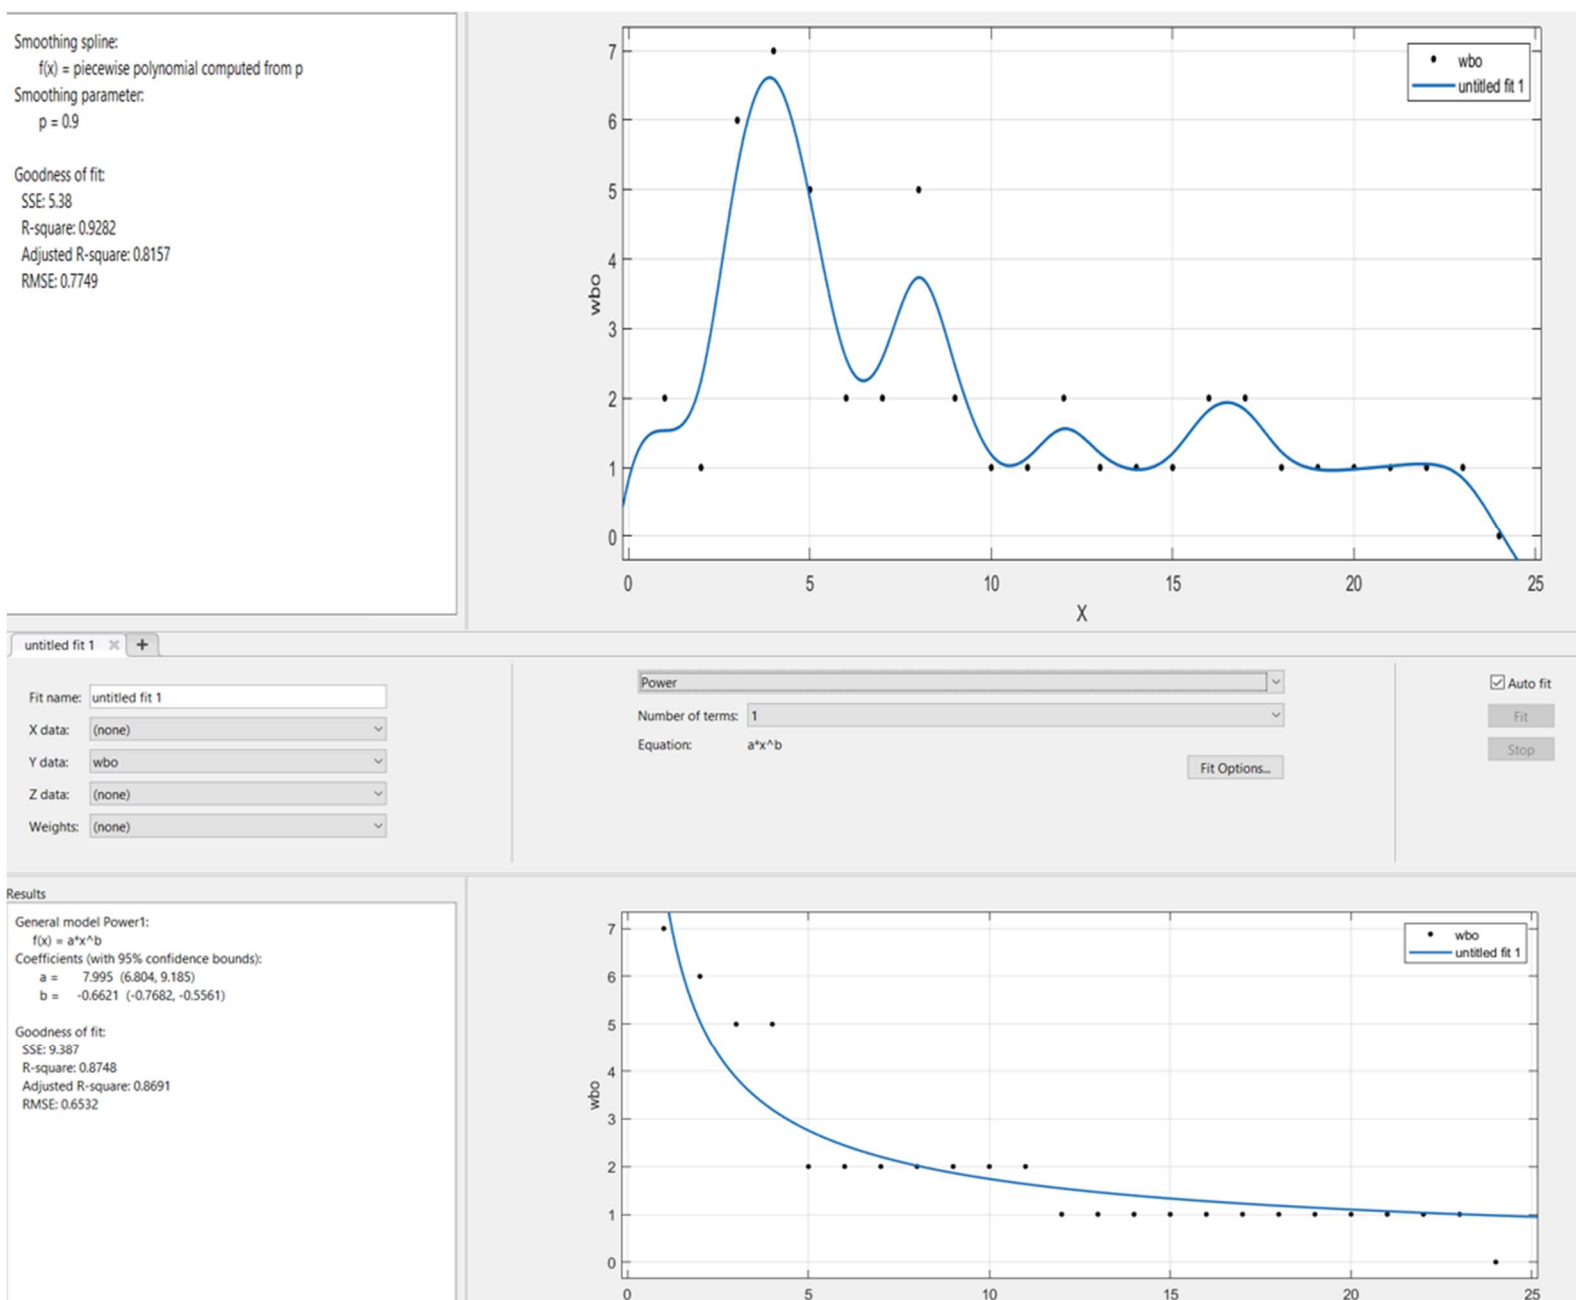 Smoothing spline:
f(x) = piecewise polynomial computed from p
Smoothing parameter:
p = 0.9
Goodness of fit:
SSE: 5.38
R-square: 0.9282
Adjusted R-square: 0.8157
RMSE: 0.7749
7
6
5
4
3
2
1
0
wbo
0 5 10 15 20 25
X
wbo
untitled fit 1
untitled fit 1
Fit name: untitled fit 1
X data: (none)
Y data: wbo
Z data: (none)
Weights: (none)
Power
Number of terms: 1
Equation: a*x^b
Fit Options...
Auto fit
Fit
Stop
Results
General model Power1:
f(x) = a*x^b
Coefficients (with 95% confidence bounds):
a = 7.995 (6.804, 9.185)
b = -0.6621 (-0.7682, -0.5561)
Goodness of fit:
SSE: 9.387
R-square: 0.8748
Adjusted R-square: 0.8691
RMSE: 0.6532
7
6
5
4
3
2
1
0
wbo
0 5 10 15 20 25
wbo
untitled fit 1